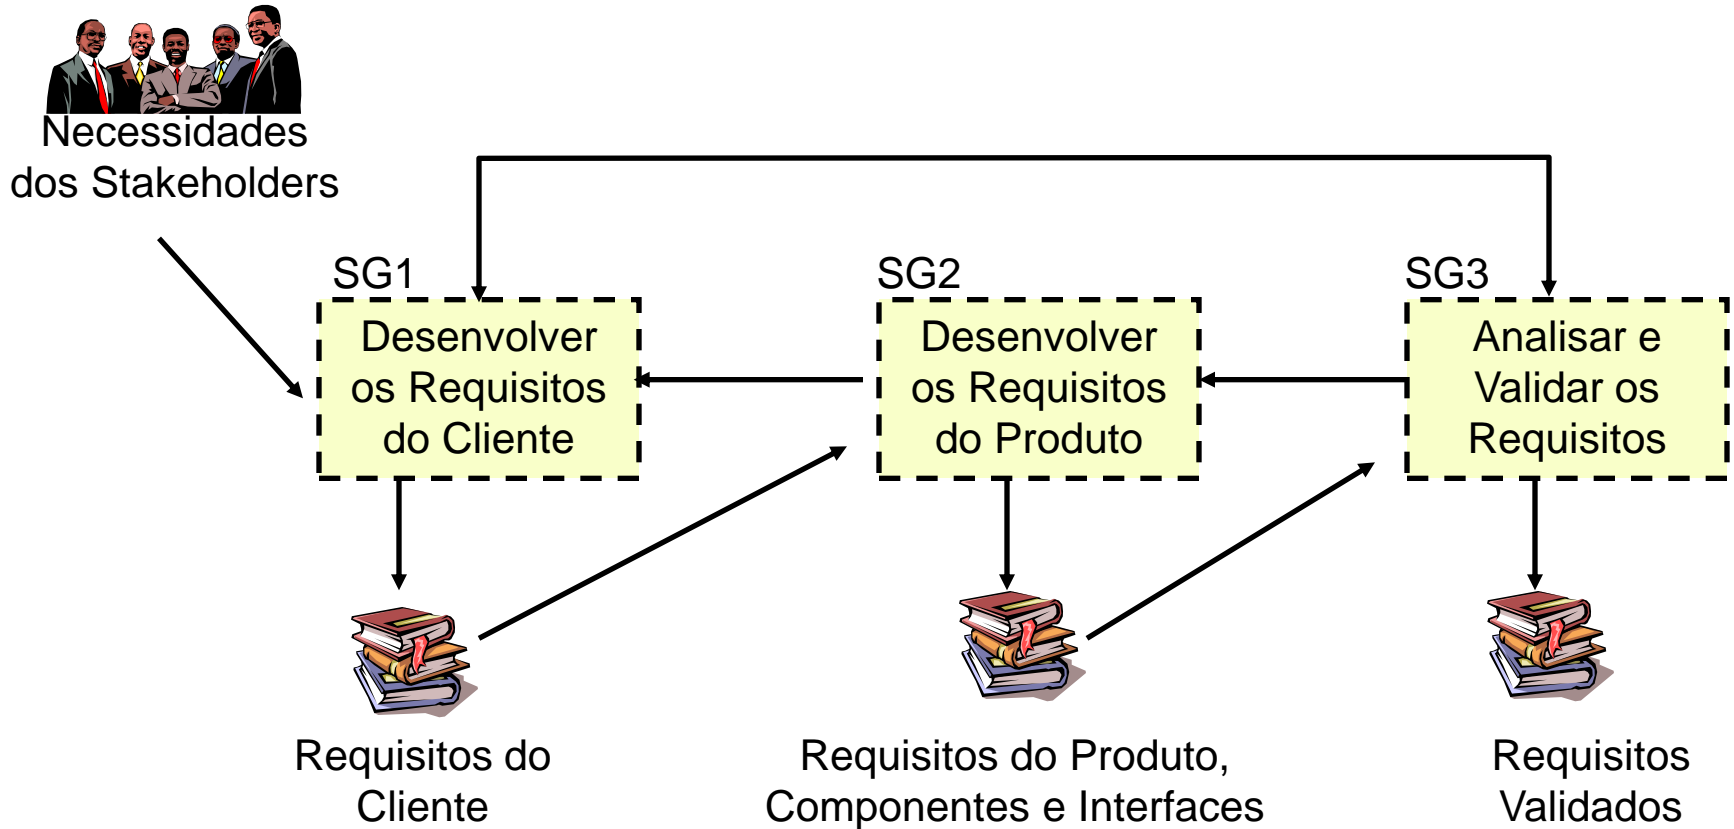 Necessidades
dos Stakeholders
SG1
Desenvolver
os Requisitos
do Cliente
SG2
Desenvolver
os Requisitos
do Produto
SG3
Analisar e
Validar os
Requisitos
Requisitos do
Cliente
Requisitos do Produto,
Componentes e Interfaces
Requisitos
Validados